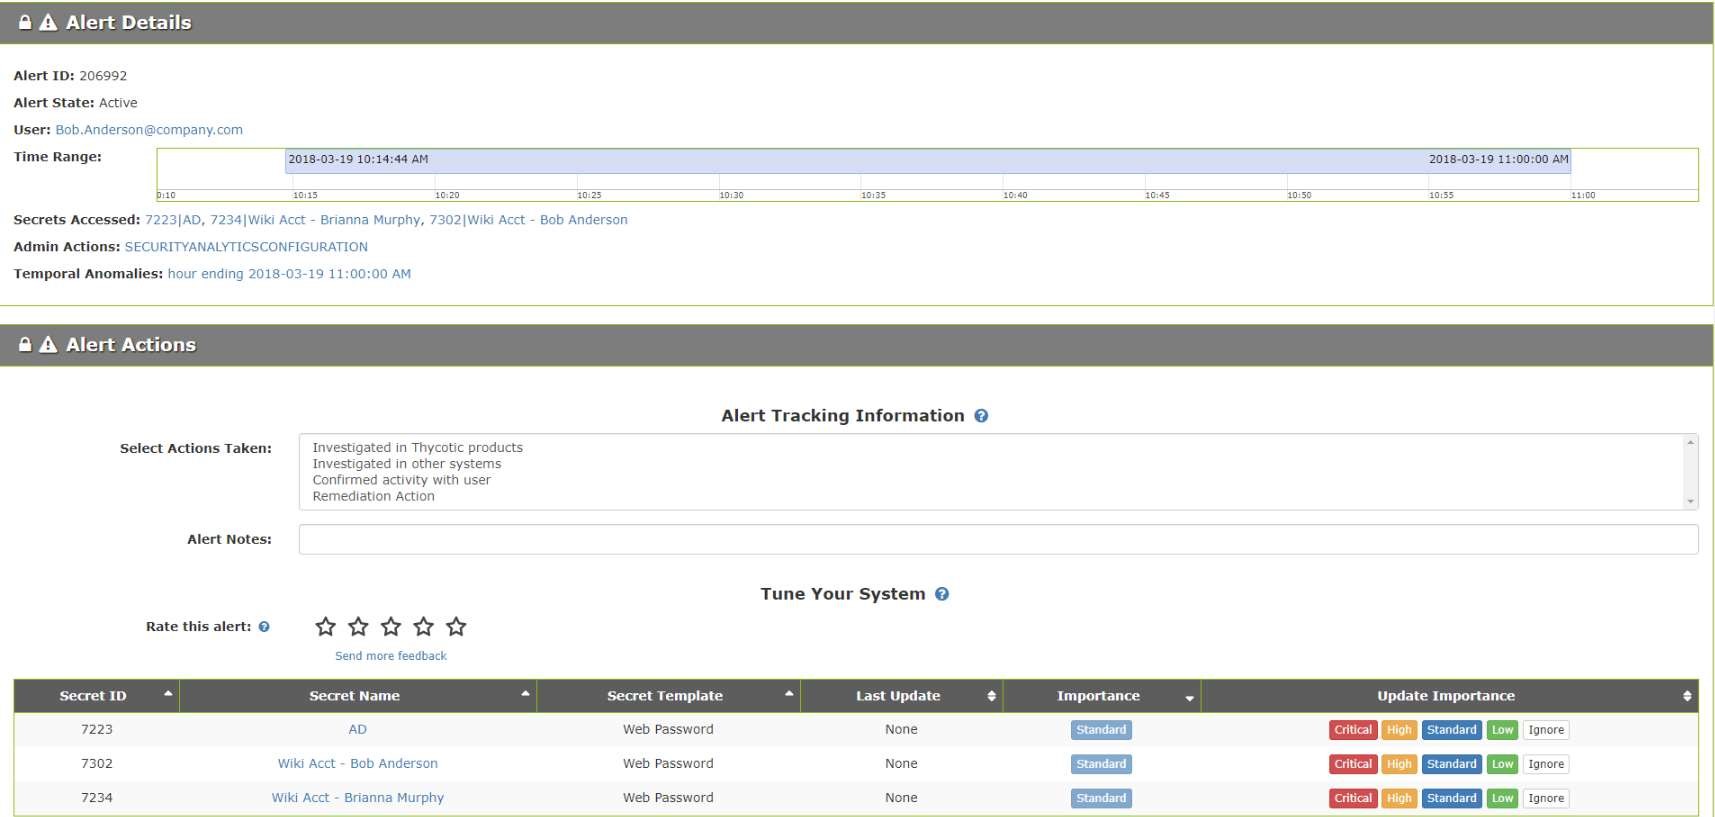 Alert Details
Alert ID: 206992
Alert State: Active
User: Bob.Anderson@company.com
Time Range:
2018-03-19 10:14:44 AM 2018-03-19 11:00:00 AM
0:10 10:15 10:20 10:25 10:30 10:35 10:40 10:45 10:50 10:55 11:00
Secrets Accessed: 7223|AD, 7234|Wiki Acct - Brianna Murphy, 7302|Wiki Acct - Bob Anderson
Admin Actions: SECURITYANALYTICSCONFIGURATION
Temporal Anomalies: hour ending 2018-03-19 11:00:00 AM
Alert Actions
Alert Tracking Information ?
Select Actions Taken:
Investigated in Thycotic products
Investigated in other systems
Confirmed activity with user
Remediation Action
Alert Notes:
Tune Your System ?
Rate this alert: ?
Send more feedback
Secret ID Secret Name Secret Template Last Update Importance Update Importance
7223 AD Web Password None Standard Critical High Standard Low Ignore
7302 Wiki Acct - Bob Anderson Web Password None Standard Critical High Standard Low Ignore
7234 Wiki Acct - Brianna Murphy Web Password None Standard Critical High Standard Low Ignore